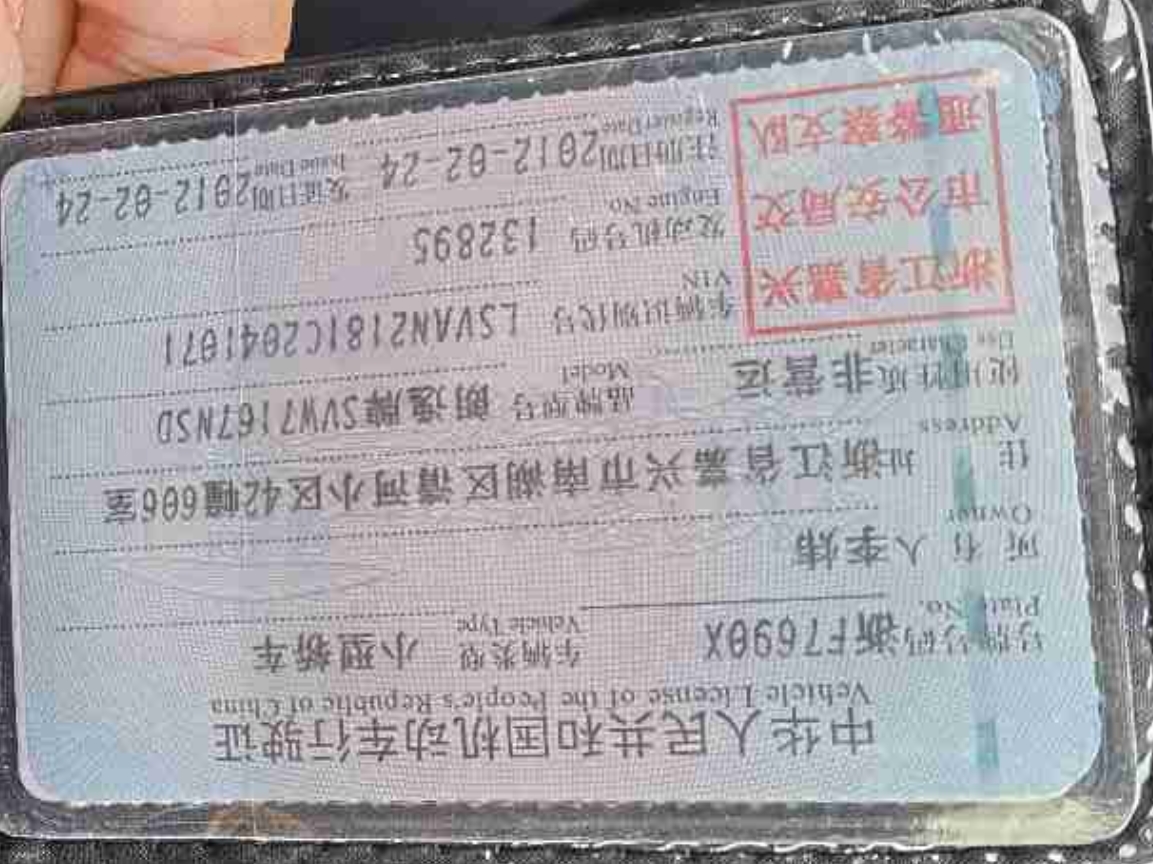 中华人民共和国机动车行驶证
Vehicle License of the People's Republic of China
号牌号码 浙F7690X 车辆类型 小型轿车
Plate No. Vehicle Type
所有人 李炜
Owner
住址 浙江省嘉兴市南湖区清河小区42幢606室
Address
使用性质 非营运 品牌型号 朗逸牌SVW7167NSD
Use Character Model
车辆识别代号 LSVAN2181C2041071
VIN
发动机号码 132895
Engine No.
注册日期 2012-02-24 发证日期 2012-02-24
Register Date Issue Date
浙江省嘉兴
市公安局交
通警察支队